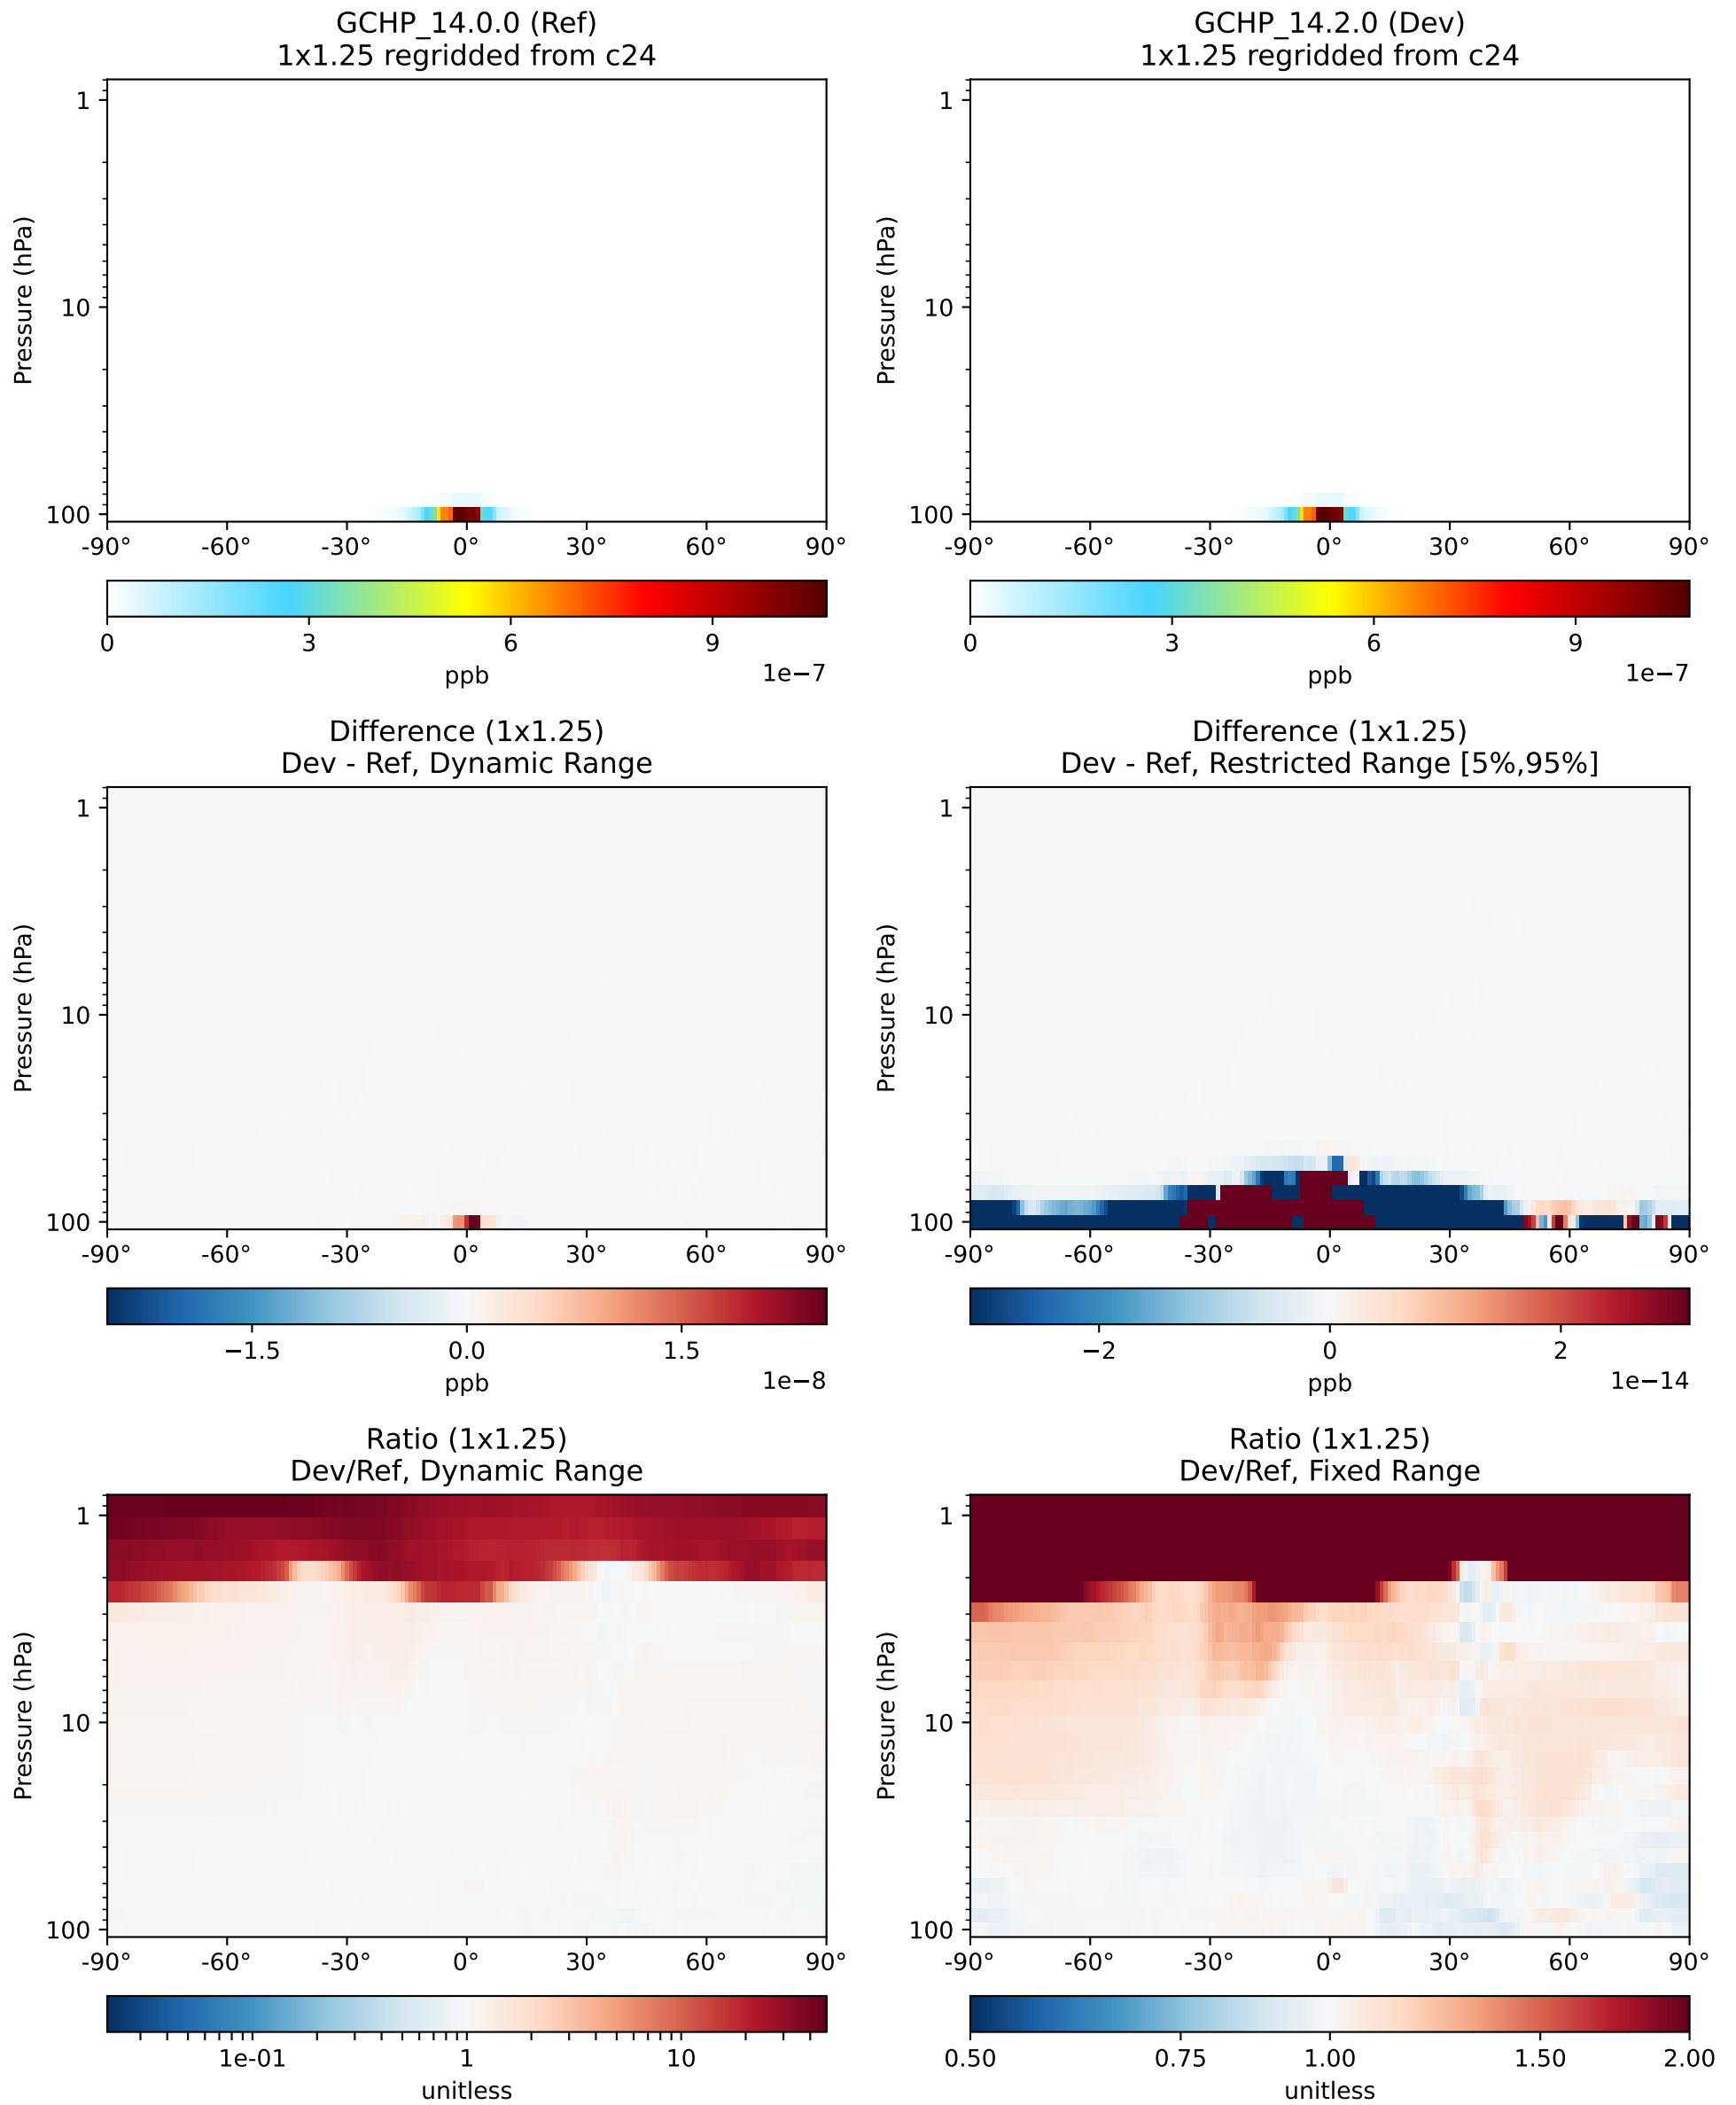 GCHP_14.0.0 (Ref)
1x1.25 regridded from c24
Pressure (hPa)
1
10
100
-90° -60° -30° 0° 30° 60° 90°
0 3 6 9
1e−7
ppb
GCHP_14.2.0 (Dev)
1x1.25 regridded from c24
Pressure (hPa)
1
10
100
-90° -60° -30° 0° 30° 60° 90°
0 3 6 9
1e−7
ppb
Difference (1x1.25)
Dev - Ref, Dynamic Range
Pressure (hPa)
1
10
100
-90° -60° -30° 0° 30° 60° 90°
−1.5 0.0 1.5
1e−8
ppb
Difference (1x1.25)
Dev - Ref, Restricted Range [5%,95%]
Pressure (hPa)
1
10
100
-90° -60° -30° 0° 30° 60° 90°
−2 0 2
1e−14
ppb
Ratio (1x1.25)
Dev/Ref, Dynamic Range
Pressure (hPa)
1
10
100
-90° -60° -30° 0° 30° 60° 90°
1e-01 1 10
unitless
Ratio (1x1.25)
Dev/Ref, Fixed Range
Pressure (hPa)
1
10
100
-90° -60° -30° 0° 30° 60° 90°
0.50 0.75 1.00 1.50 2.00
unitless